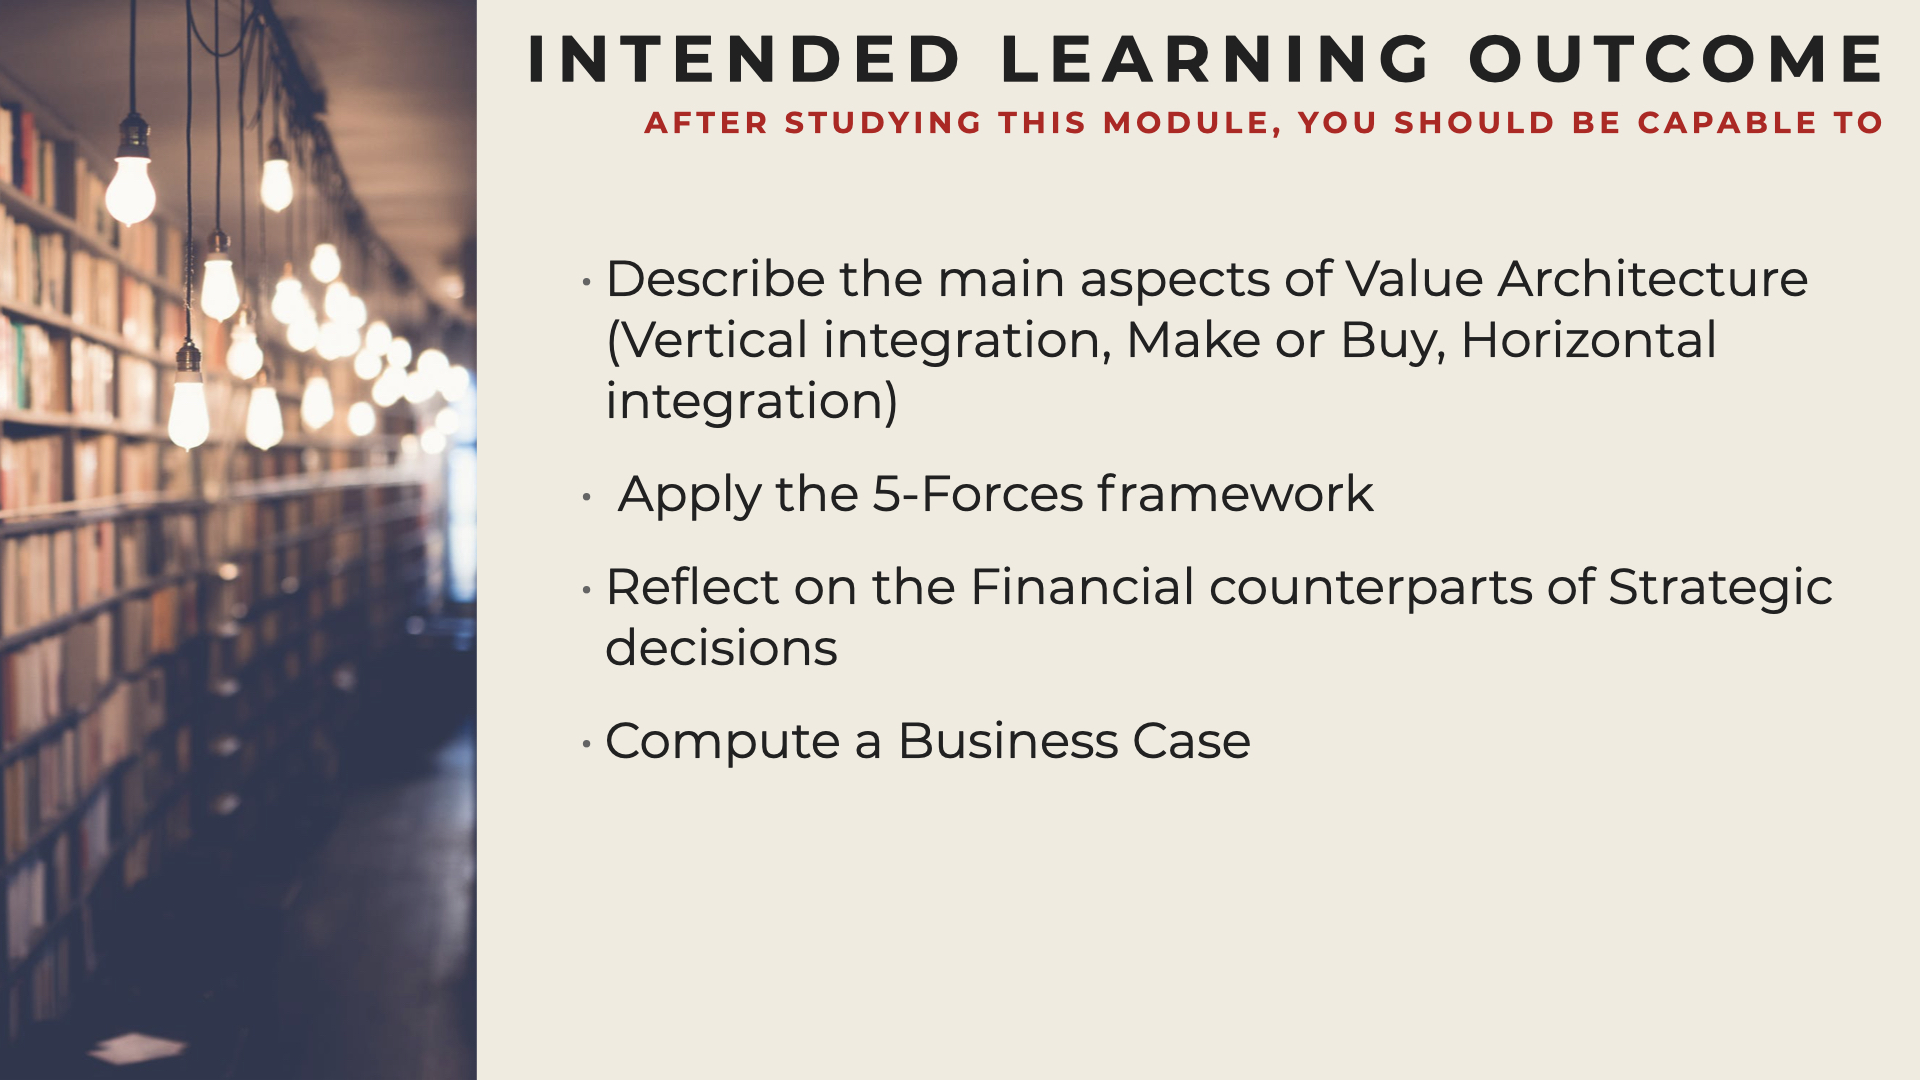 INTENDED LEARNING OUTCOME
AFTER STUDYING THIS MODULE, YOU SHOULD BE CAPABLE TO
• Describe the main aspects of Value Architecture
(Vertical integration, Make or Buy, Horizontal
integration)
• Apply the 5-Forces framework
• Reflect on the Financial counterparts of Strategic
decisions
• Compute a Business Case